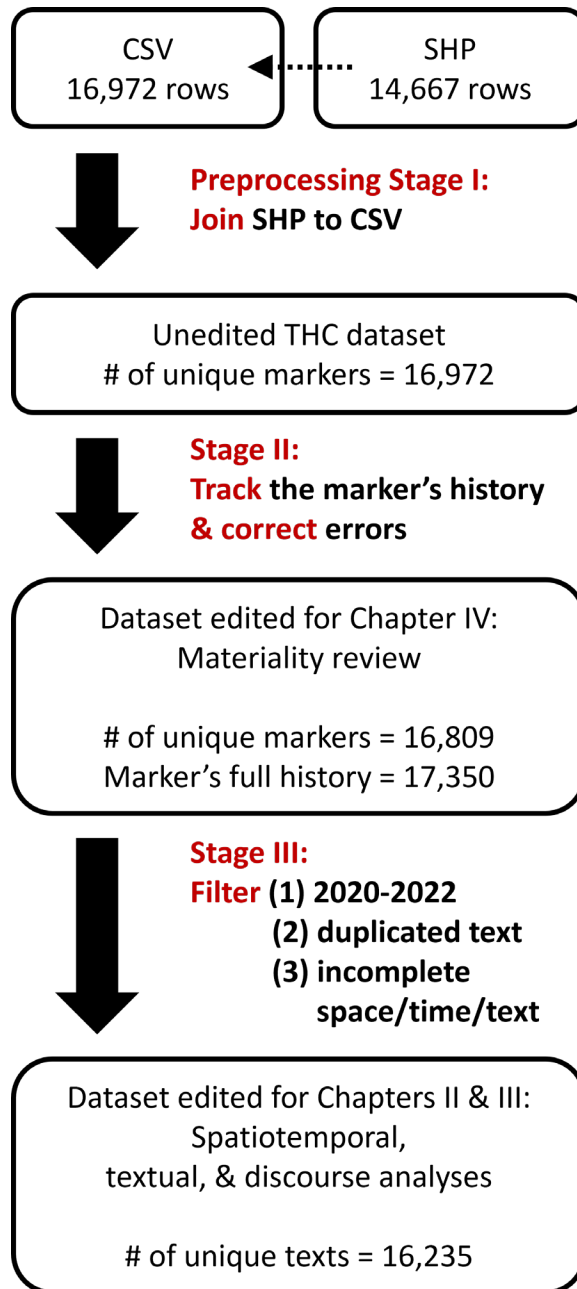 CSV
16,972 rows
SHP
14,667 rows
Preprocessing Stage I:
Join SHP to CSV
Unedited THC dataset
# of unique markers = 16,972
Stage II:
Track the marker’s history
& correct errors
Dataset edited for Chapter IV:
Materiality review
# of unique markers = 16,809
Marker’s full history = 17,350
Stage III:
Filter (1) 2020-2022
(2) duplicated text
(3) incomplete
space/time/text
Dataset edited for Chapters II & III:
Spatiotemporal,
textual, & discourse analyses
# of unique texts = 16,235